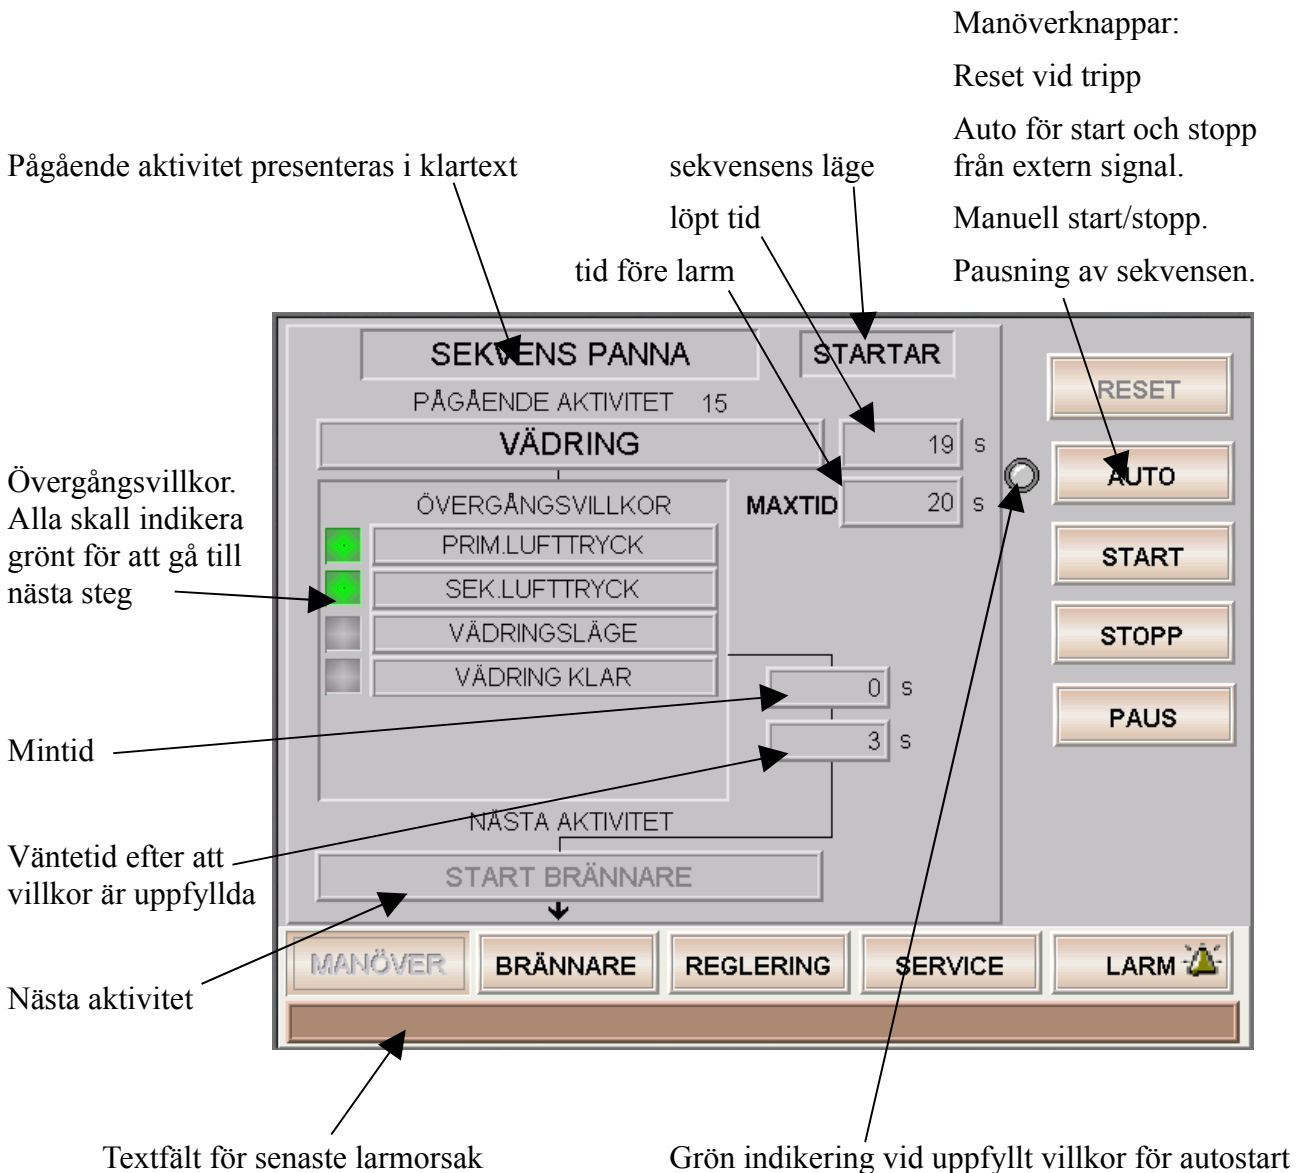 Manöverknappar:
Reset vid tripp
Auto för start och stopp
från extern signal.
Manuell start/stopp.
Pausning av sekvensen.
Pågående aktivitet presenteras i klartext
sekvensens läge
löpt tid
tid före larm
SEKVENS PANNA
STARTAR
PÅGÅENDE AKTIVITET 15
VÄDRING
19 s
MAXTID 20 s
Övergångsvillkor.
Alla skall indikera
grönt för att gå till
nästa steg
ÖVERGÅNGSVILLKOR
PRIM.LUFTTRYCK
SEK.LUFTTRYCK
VÄDRINGSLÄGE
VÄDRING KLAR
0 s
3 s
Mintid
Väntetid efter att
villkor är uppfyllda
NÄSTA AKTIVITET
START BRÄNNARE
Nästa aktivitet
RESET
AUTO
START
STOPP
PAUS
MANÖVER
BRÄNNARE
REGLERING
SERVICE
LARM
Textfält för senaste larmorsak
Grön indikering vid uppfyllt villkor för autostart